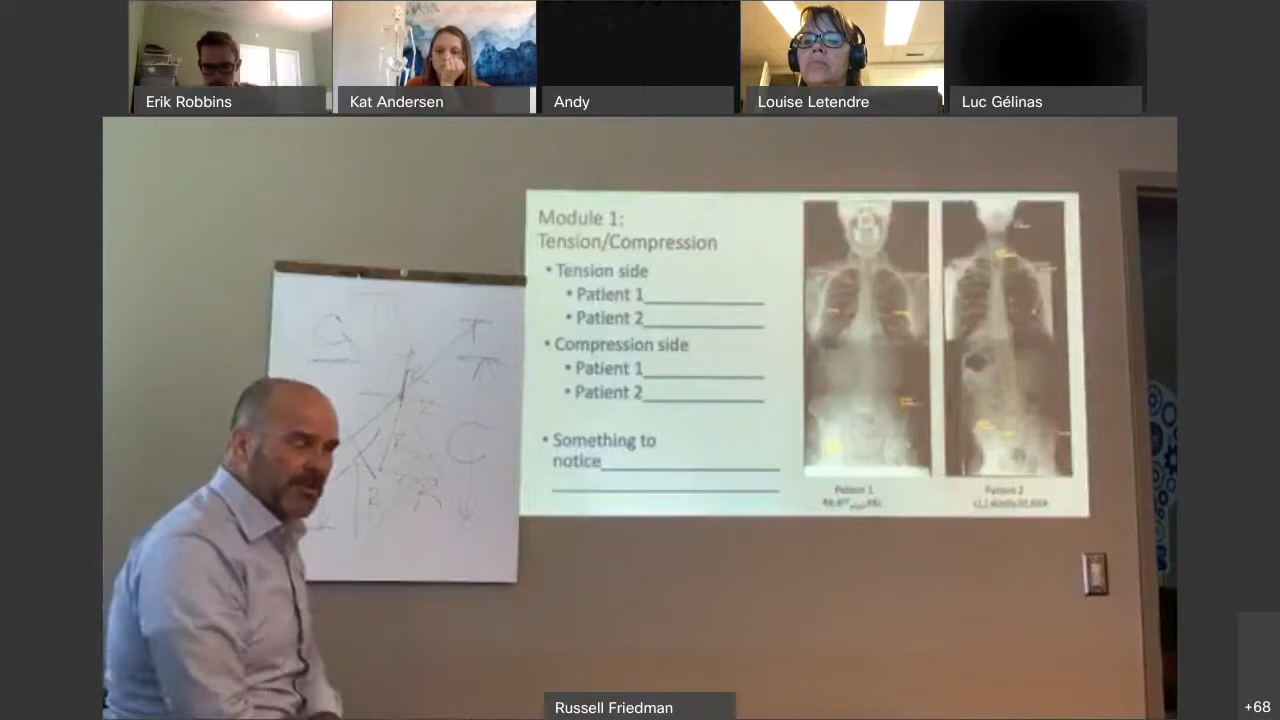 Erik Robbins
Kat Andersen
Andy
Louise Letendre
Luc Gélinas
Module 1:
Tension/Compression
• Tension side
• Patient 1
• Patient 2
• Compression side
• Patient 1
• Patient 2
• Something to
notice
Patient 1
Patient 2
T
C
R
Russell Friedman
+68